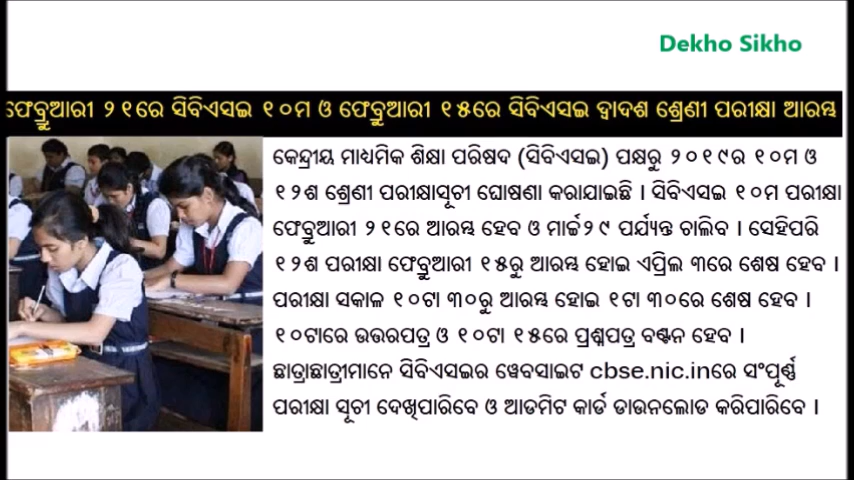 Dekho Sikho
ଫେବୃଆରୀ ୨୧ରେ ସିବିଏସଇ ୧୦ମ ଓ ଫେବୃଆରୀ ୧୫ରେ ସିବିଏସଇ ଦ୍ୱାଦଶ ଶ୍ରେଣୀ ପରୀକ୍ଷା ଆରମ୍ଭ
କେନ୍ଦ୍ରୀୟ ମାଧ୍ୟମିକ ଶିକ୍ଷା ପରିଷଦ (ସିବିଏସଇ) ପକ୍ଷରୁ ୨୦୧୯ର ୧୦ମ ଓ
୧୨ଶ ଶ୍ରେଣୀ ପରୀକ୍ଷାସୂଚୀ ଘୋଷଣା କରାଯାଇଛି । ସିବିଏସଇ ୧୦ମ ପରୀକ୍ଷା
ଫେବୃଆରୀ ୨୧ରେ ଆରମ୍ଭ ହେବ ଓ ମାର୍ଚ୍ଚ୨୯ ପର୍ଯ୍ୟନ୍ତ ଚାଲିବ । ସେହିପରି
୧୨ଶ ପରୀକ୍ଷା ଫେବୃଆରୀ ୧୫ରୁ ଆରମ୍ଭ ହୋଇ ଏପ୍ରିଲ ୩ରେ ଶେଷ ହେବ ।
ପରୀକ୍ଷା ସକାଳ ୧୦ଟା ୩୦ରୁ ଆରମ୍ଭ ହୋଇ ୧ଟା ୩୦ରେ ଶେଷ ହେବ ।
୧୦ଟାରେ ଉତ୍ତରପତ୍ର ଓ ୧୦ଟା ୧୫ରେ ପ୍ରଶ୍ନପତ୍ର ବଣ୍ଟନ ହେବ ।
ଛାତ୍ରାଛାତ୍ରୀମାନେ ସିବିଏସଇର ୱେବସାଇଟ cbse.nic.inରେ ସଂପୂର୍ଣ୍ଣ
ପରୀକ୍ଷା ସୂଚୀ ଦେଖିପାରିବେ ଓ ଆଡମିଟ କାର୍ଡ ଡାଉନଲୋଡ କରିପାରିବେ ।